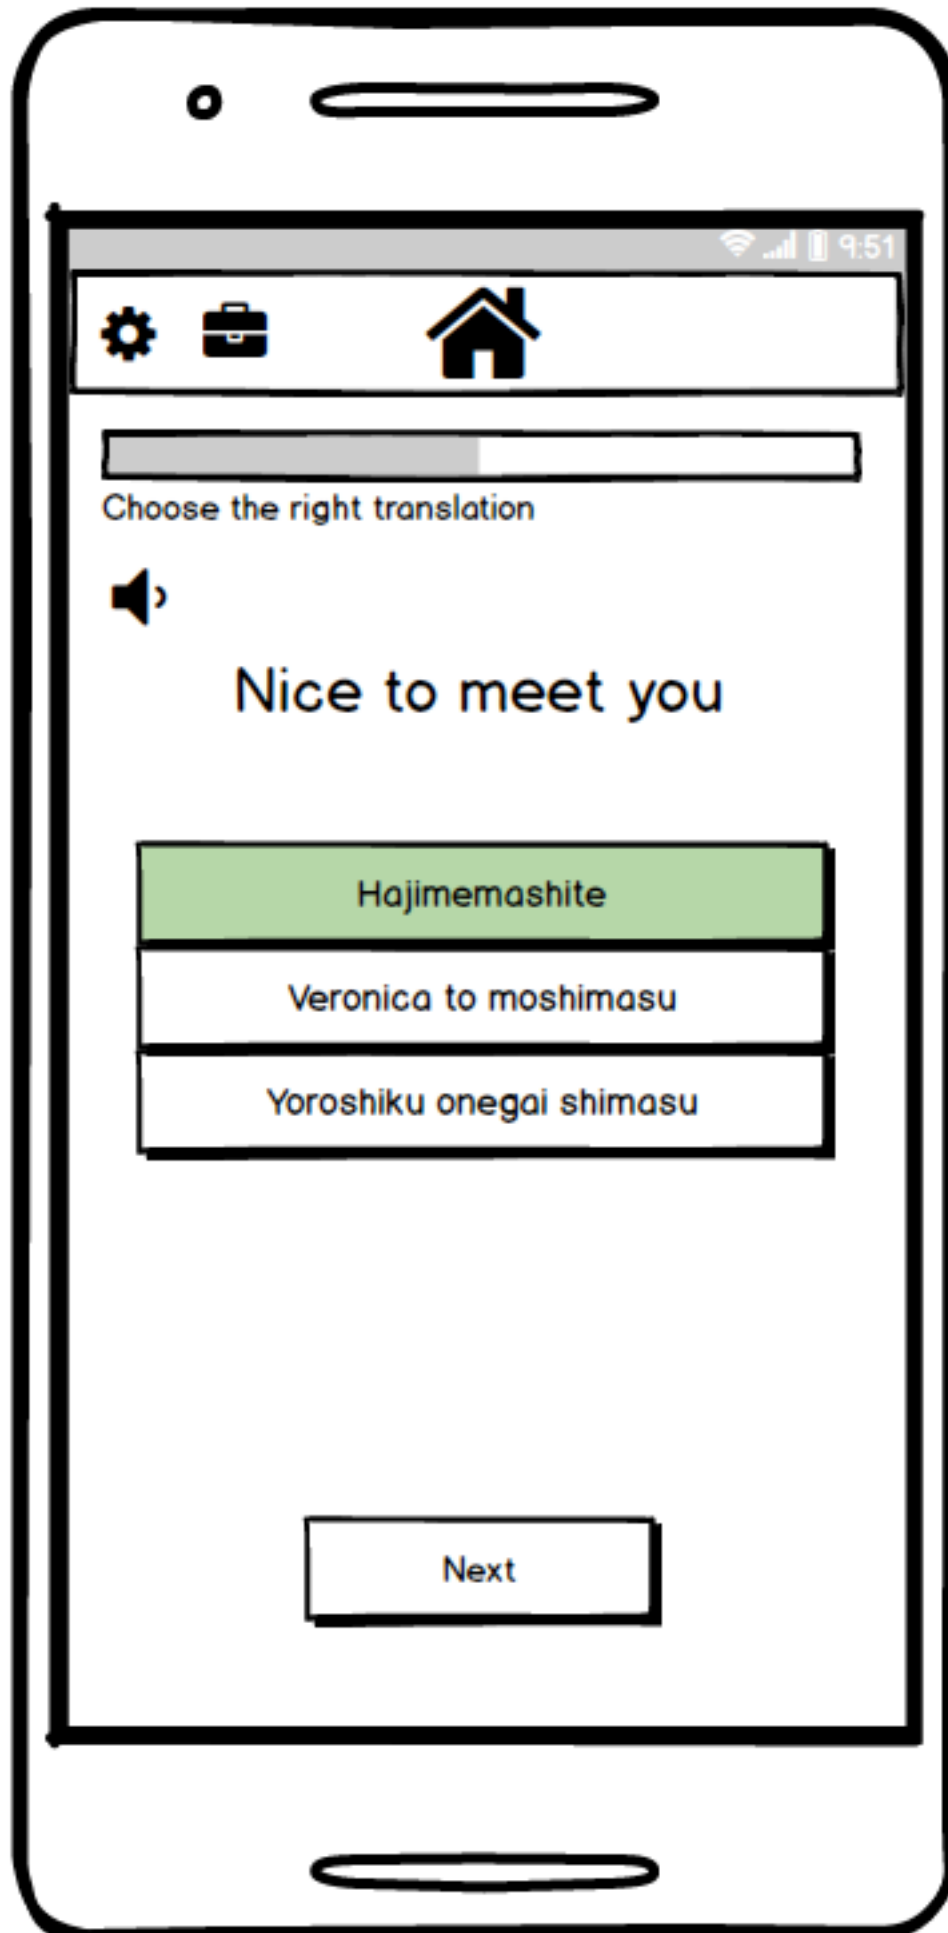 9:51
Choose the right translation
Nice to meet you
Hajimemashite
Veronica to moshimasu
Yoroshiku onegai shimasu
Next